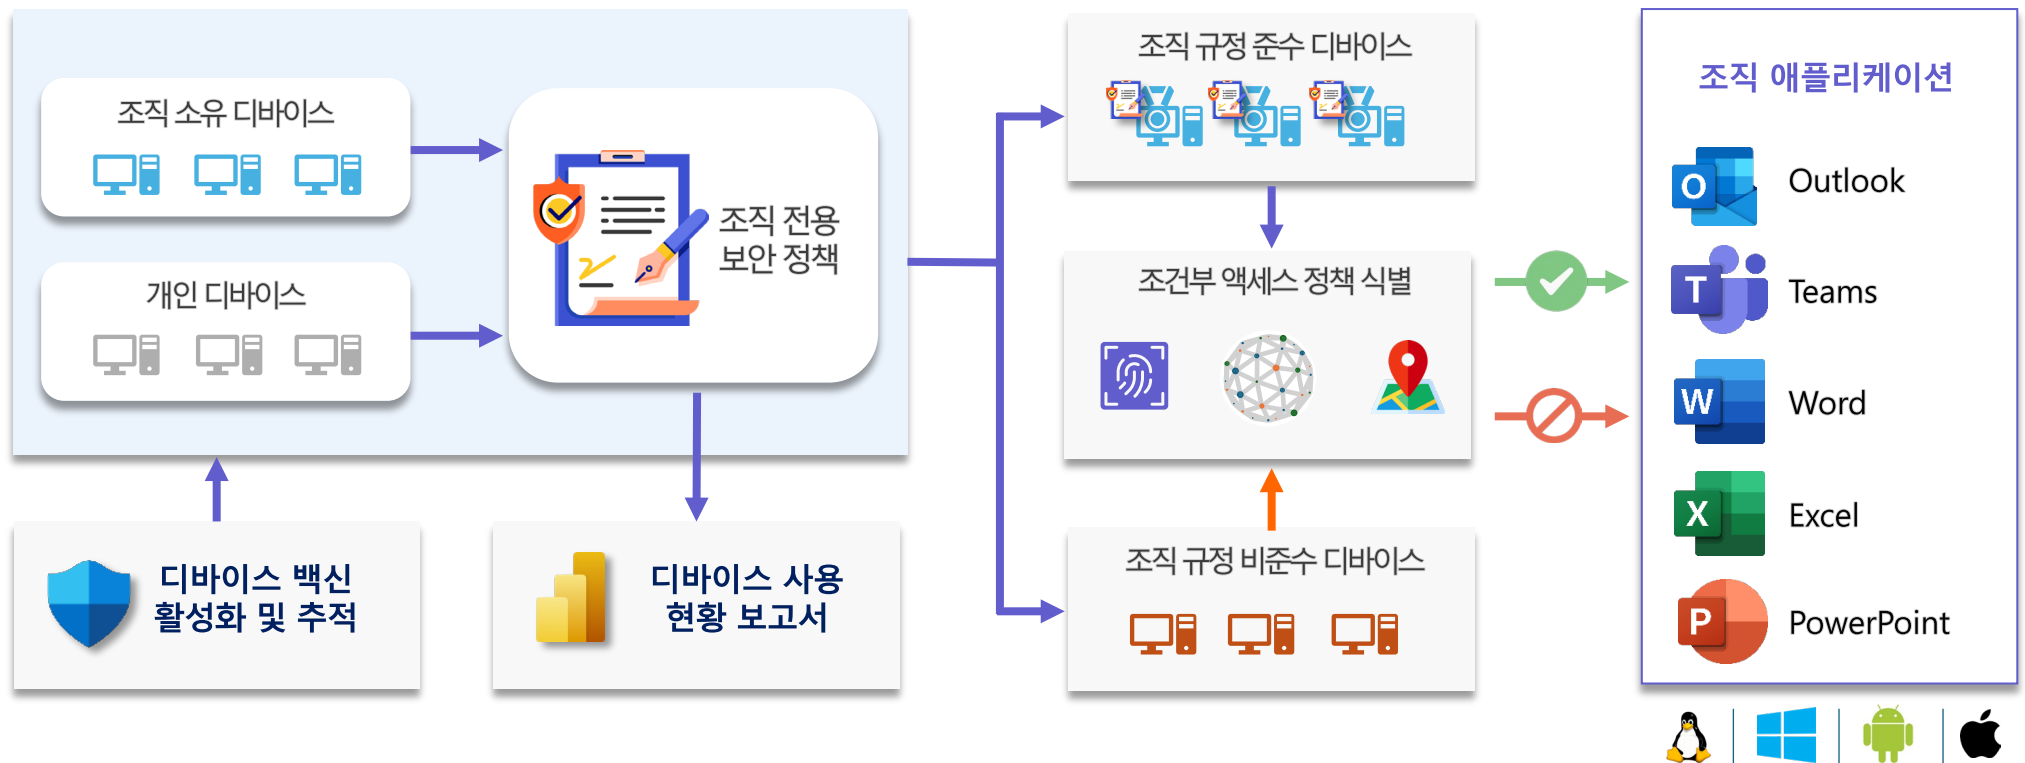 조직 소유 디바이스
개인 디바이스
조직 전용
보안 정책
디바이스 백신
활성화 및 추적
디바이스 사용
현황 보고서
조직 규정 준수 디바이스
조건부 액세스 정책 식별
조직 규정 비준수 디바이스
조직 애플리케이션
O
Outlook
T
Teams
W
Word
X
Excel
P
PowerPoint